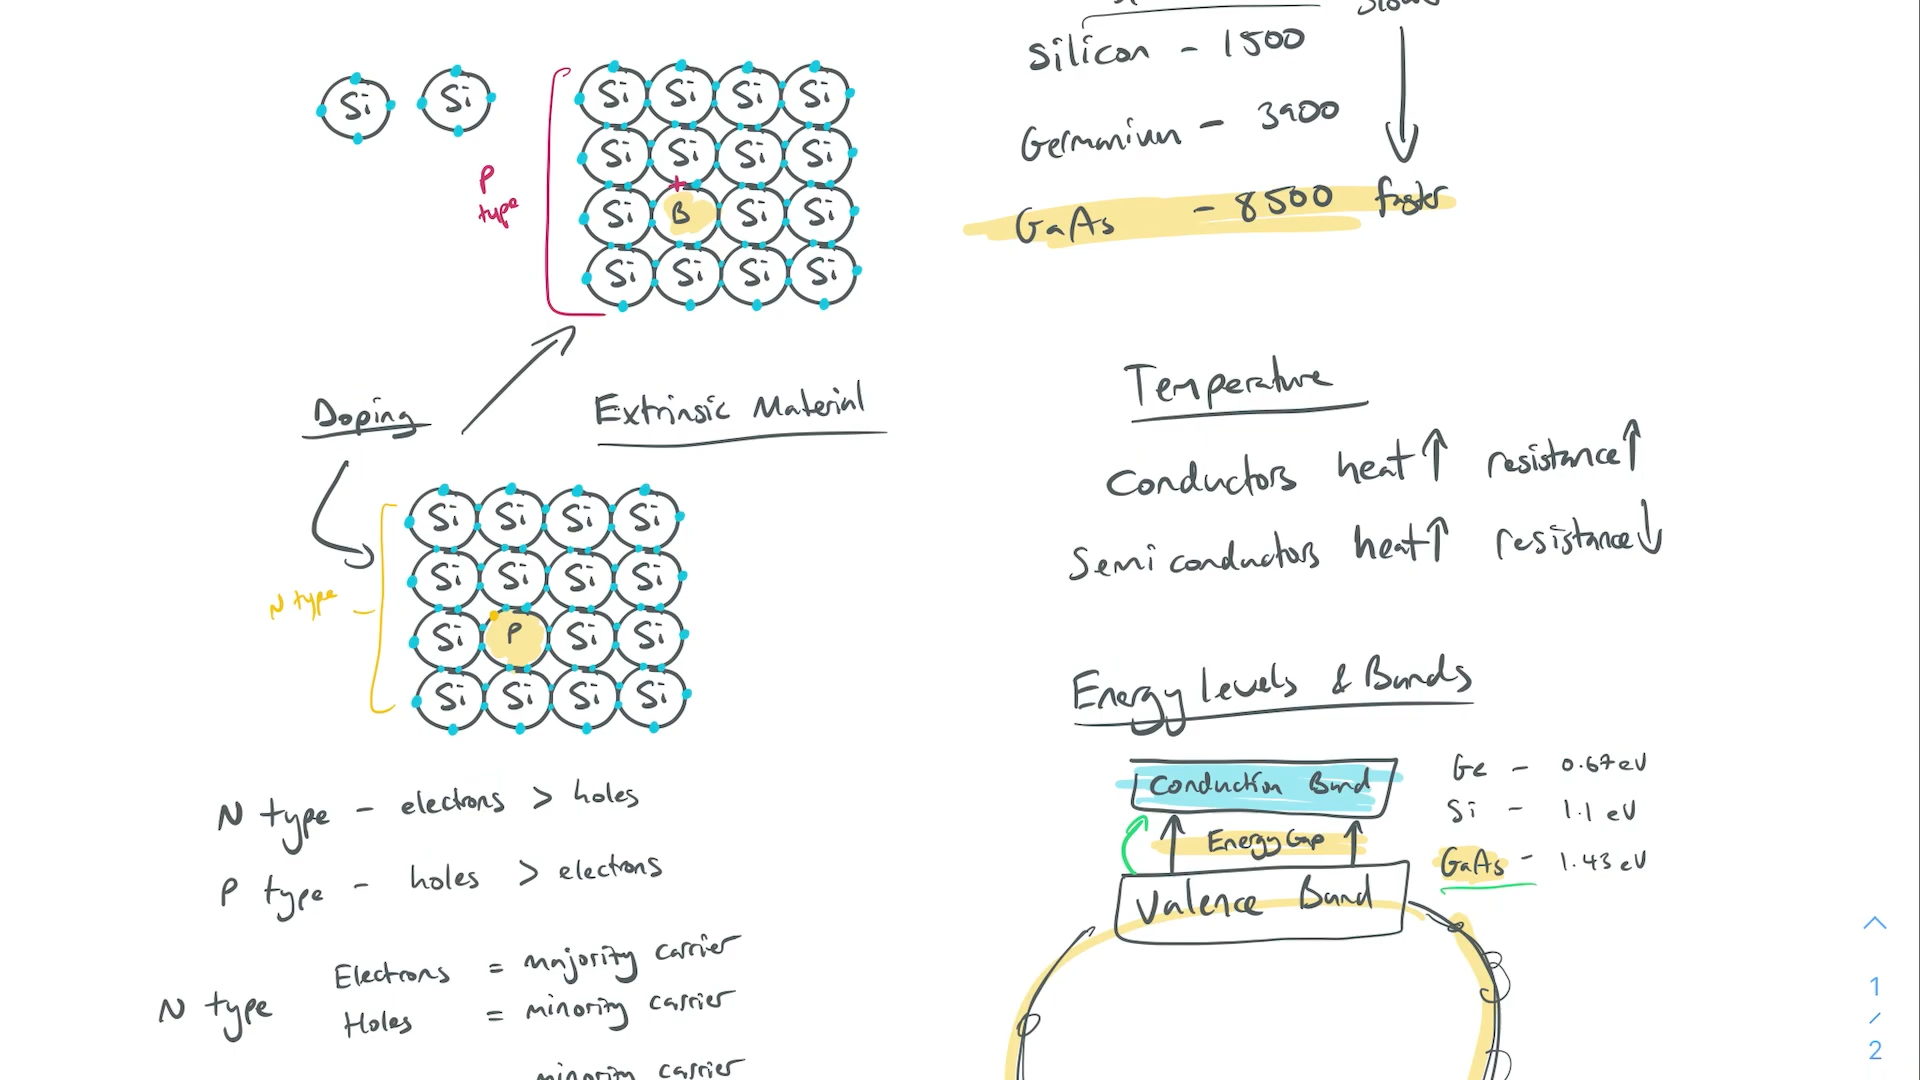 Si Si
P
type
Si Si Si Si
Si Si Si Si
Si B Si Si
Si Si Si Si
Doping
Extrinsic Material
N type
Si Si Si Si
Si Si Si Si
Si P Si Si
Si Si Si Si
N type - electrons > holes
P type - holes > electrons
N type
Electrons = majority carrier
Holes = minority carrier
minority carrier
Silicon - 1500
Germanium - 3900
GaAs - 8500 faster
Temperature
Conductors heat ↑ resistance ↑
Semi conductors heat ↑ resistance ↓
Energy Levels & Bands
Conduction Band
Energy Gap
Valence Band
Ge - 0.67 eV
Si - 1.1 eV
GaAs - 1.43 eV
1
/
2